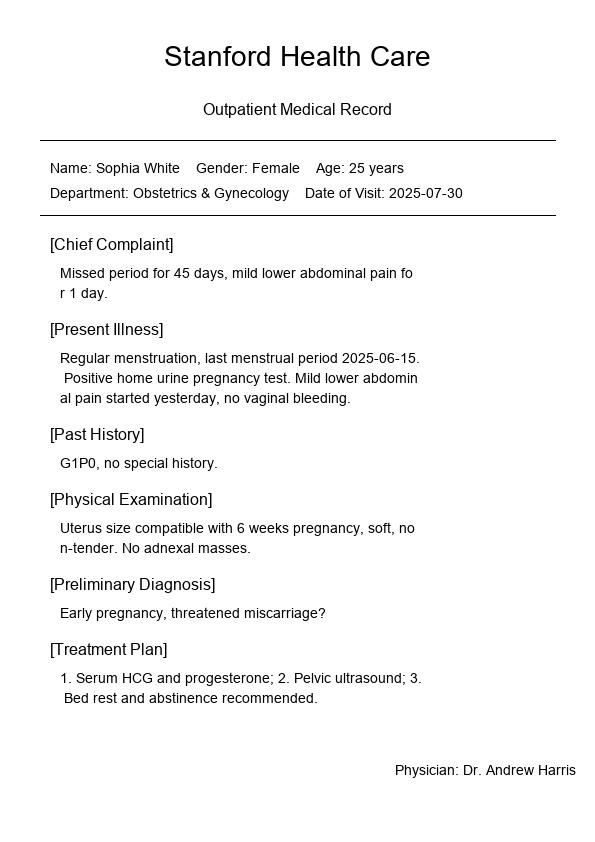 Stanford Health Care
Outpatient Medical Record
Name: Sophia White    Gender: Female    Age: 25 years
Department: Obstetrics & Gynecology    Date of Visit: 2025-07-30
[Chief Complaint]
Missed period for 45 days, mild lower abdominal pain fo
r 1 day.
[Present Illness]
Regular menstruation, last menstrual period 2025-06-15.
Positive home urine pregnancy test. Mild lower abdomin
al pain started yesterday, no vaginal bleeding.
[Past History]
G1P0, no special history.
[Physical Examination]
Uterus size compatible with 6 weeks pregnancy, soft, no
n-tender. No adnexal masses.
[Preliminary Diagnosis]
Early pregnancy, threatened miscarriage?
[Treatment Plan]
1. Serum HCG and progesterone; 2. Pelvic ultrasound; 3.
Bed rest and abstinence recommended.
Physician: Dr. Andrew Harris